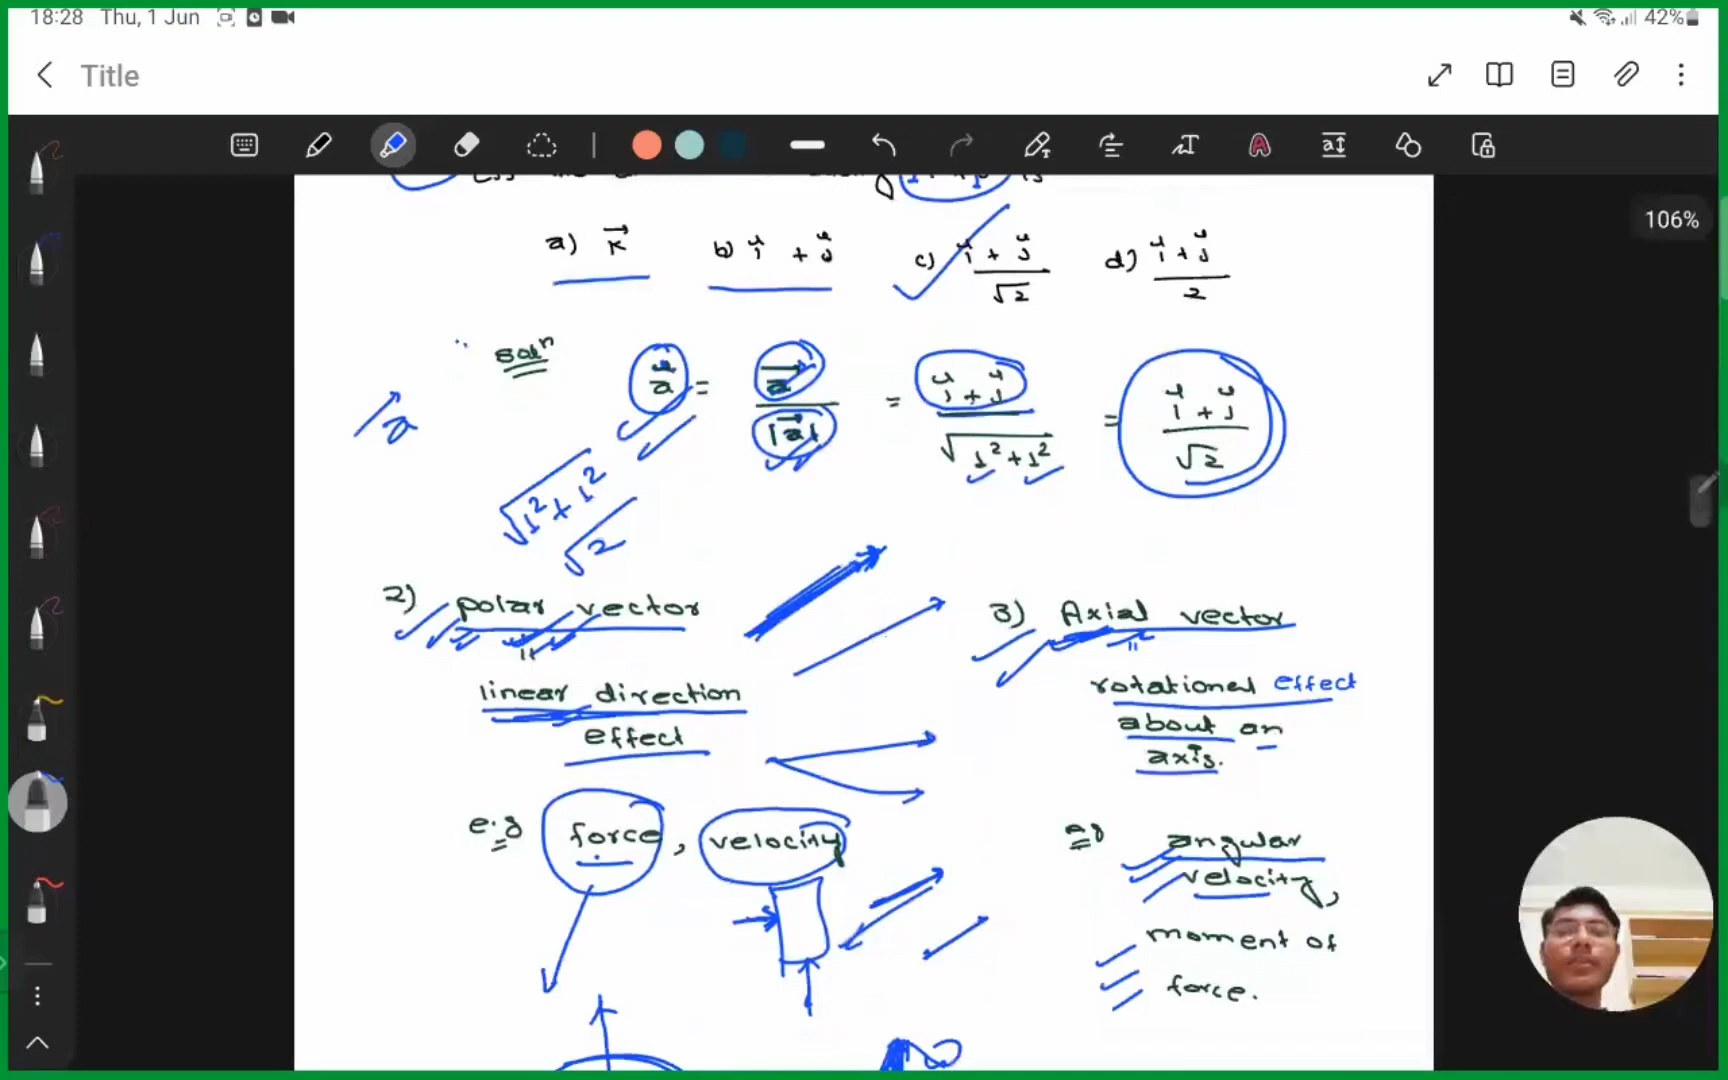 18:28 Thu, 1 Jun
42%
Title
106%
a) k
b) i + j
c) i + j
√2
d) i + j
2
solⁿ
a = a = i + j = i + j
|a| √1² + 1² √2
a
√1² + 1²
√2
2) polar vector
linear direction
effect
e.g force, velocity
3) Axial vector
rotational effect
about an
axis.
eg angular
velocity,
moment of
force.